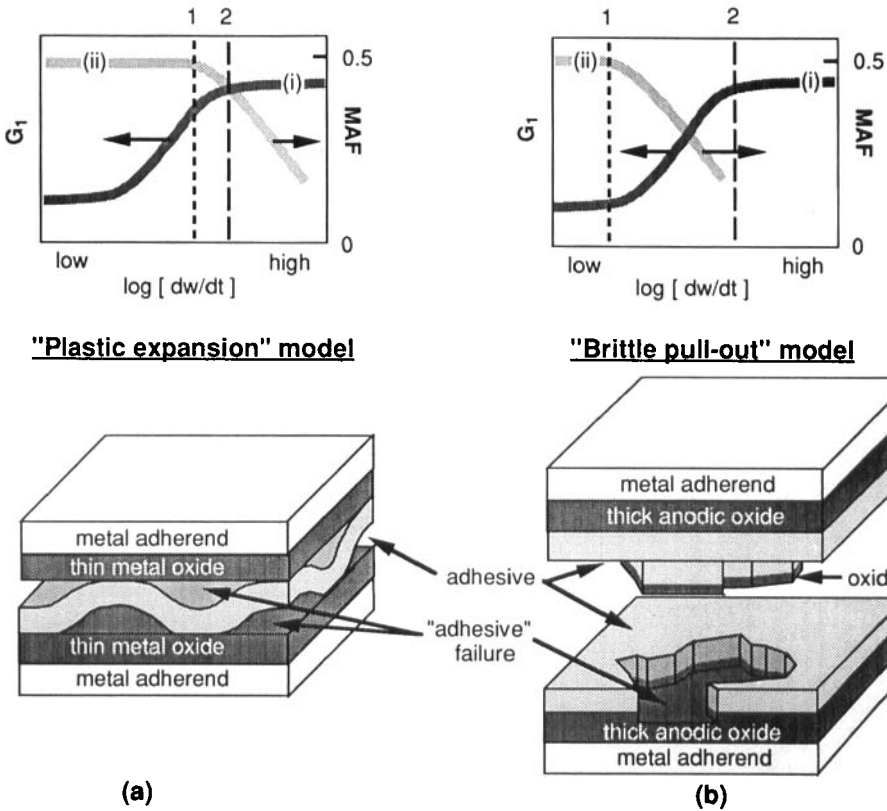 1 2
(ii)
(i)
0.5
G1
MAF
0
low high
log [ dw/dt ]
"Plastic expansion" model
metal adherend
thin metal oxide
thin metal oxide
metal adherend
(a)
1 2
(ii)
(i)
0.5
G1
MAF
0
low high
log [ dw/dt ]
"Brittle pull-out" model
metal adherend
thick anodic oxide
adhesive
oxid
"adhesive"
failure
thick anodic oxide
metal adherend
(b)